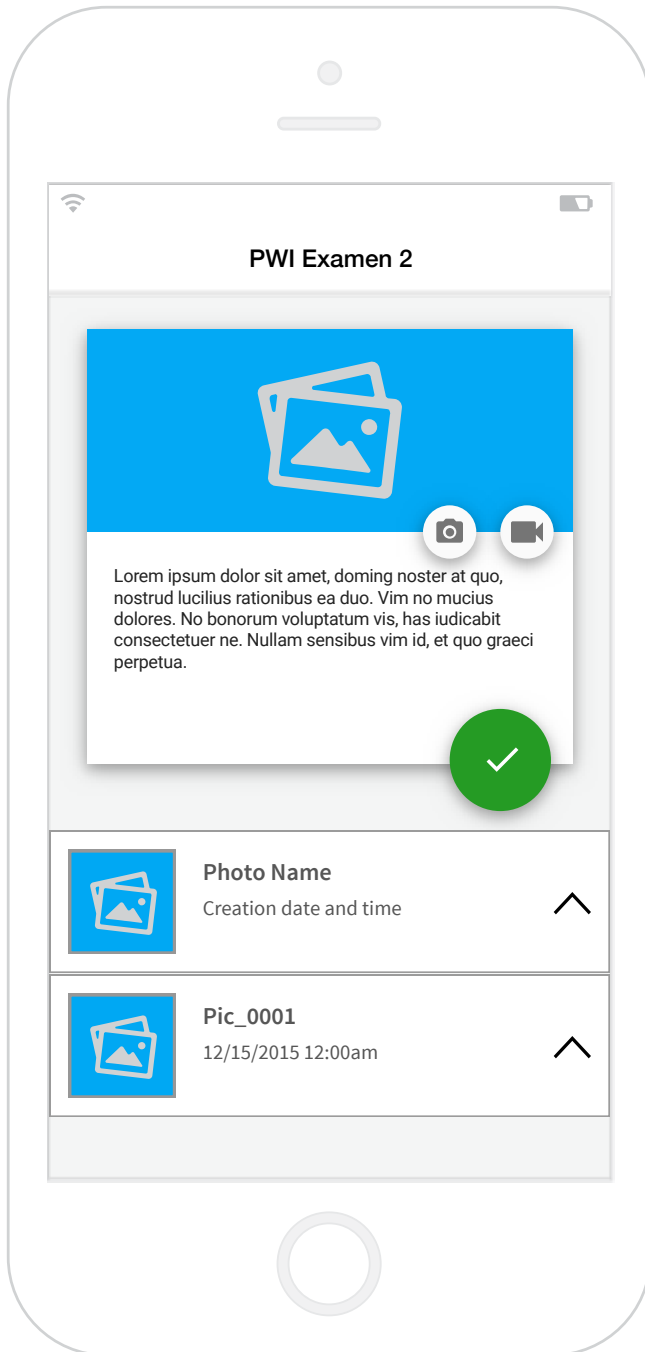 PWI Examen 2
Lorem ipsum dolor sit amet, doming noster at quo,
nostrud lucilius rationibus ea duo. Vim no mucius
dolores. No bonorum voluptatum vis, has iudicabit
consectetuer ne. Nullam sensibus vim id, et quo graeci
perpetua.
Photo Name
Creation date and time
Pic_0001
12/15/2015 12:00am